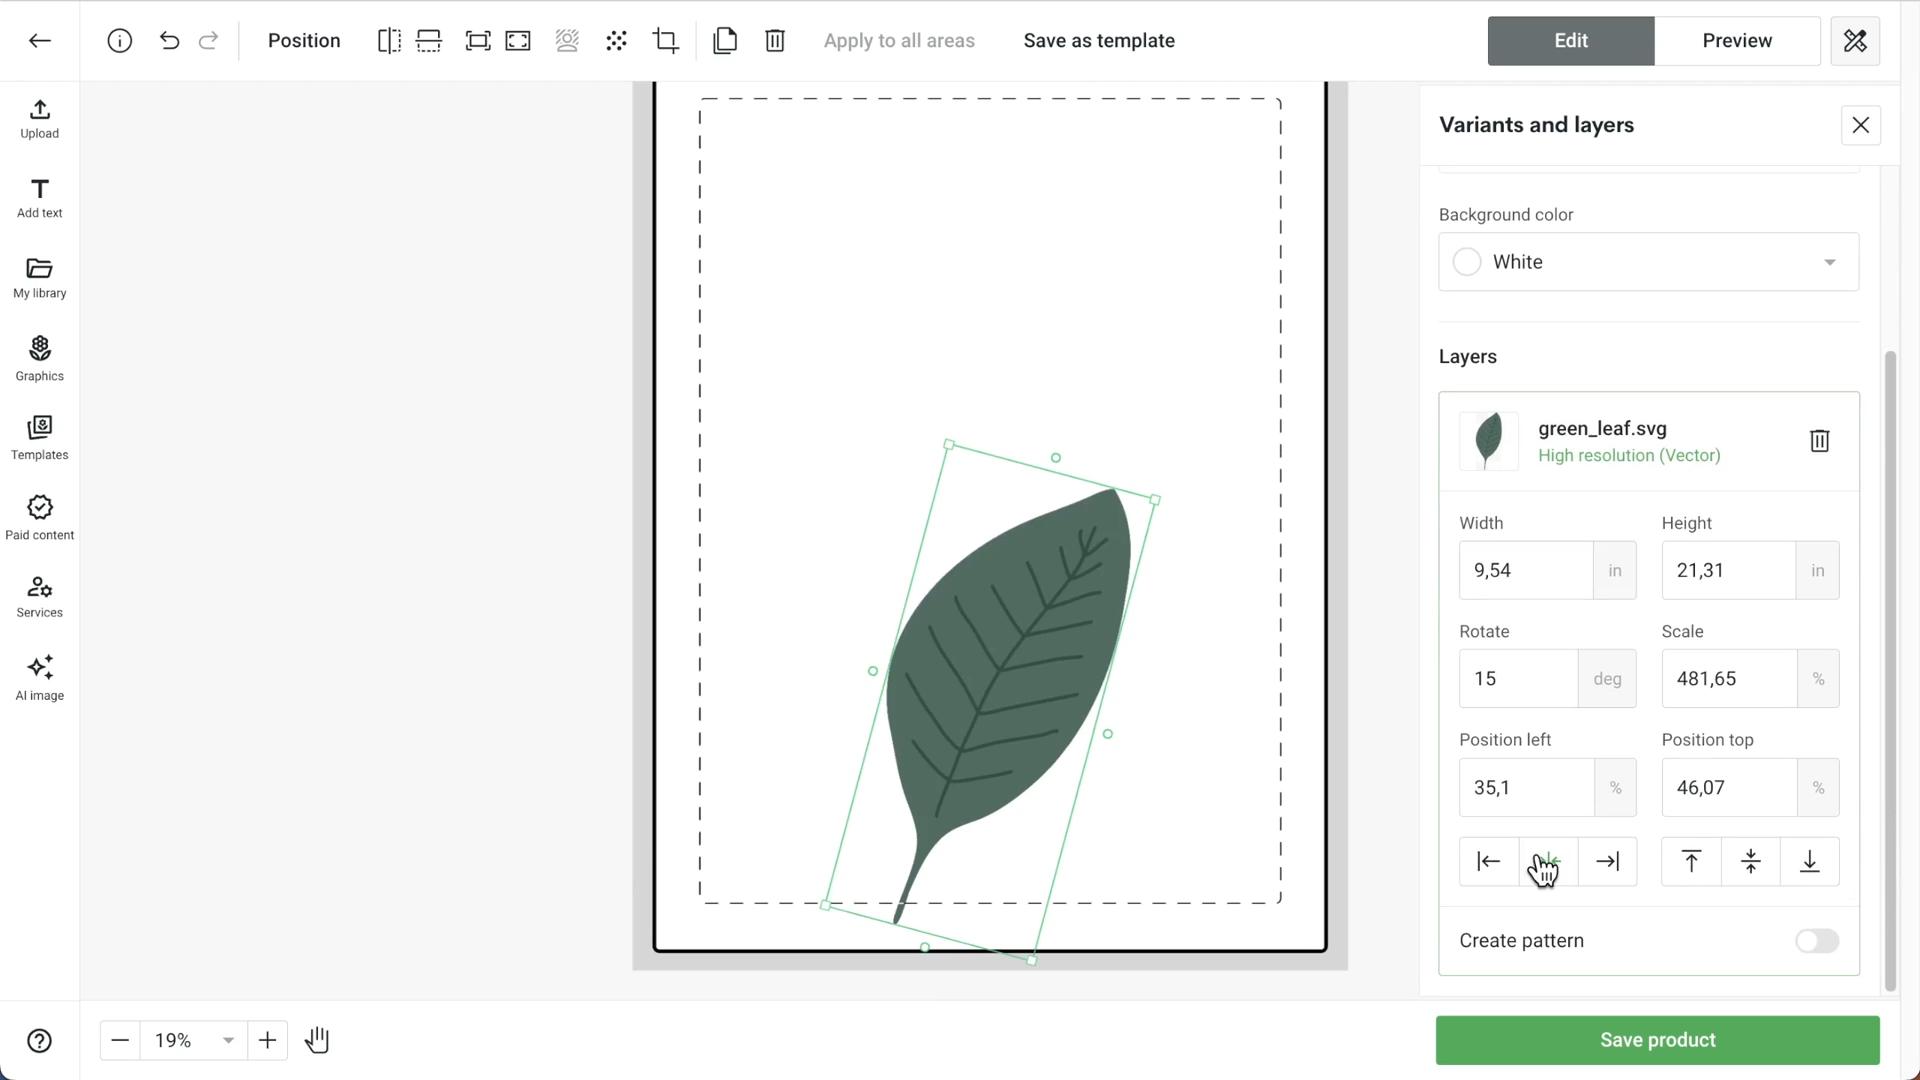 Position
Apply to all areas
Save as template
Edit
Preview
Upload
Add text
My library
Graphics
Templates
Paid content
Services
AI image
Variants and layers
Background color
White
Layers
green_leaf.svg
High resolution (Vector)
Width
Height
9,54 in
21,31 in
Rotate
Scale
15 deg
481,65 %
Position left
Position top
35,1 %
46,07 %
Create pattern
19%
Save product